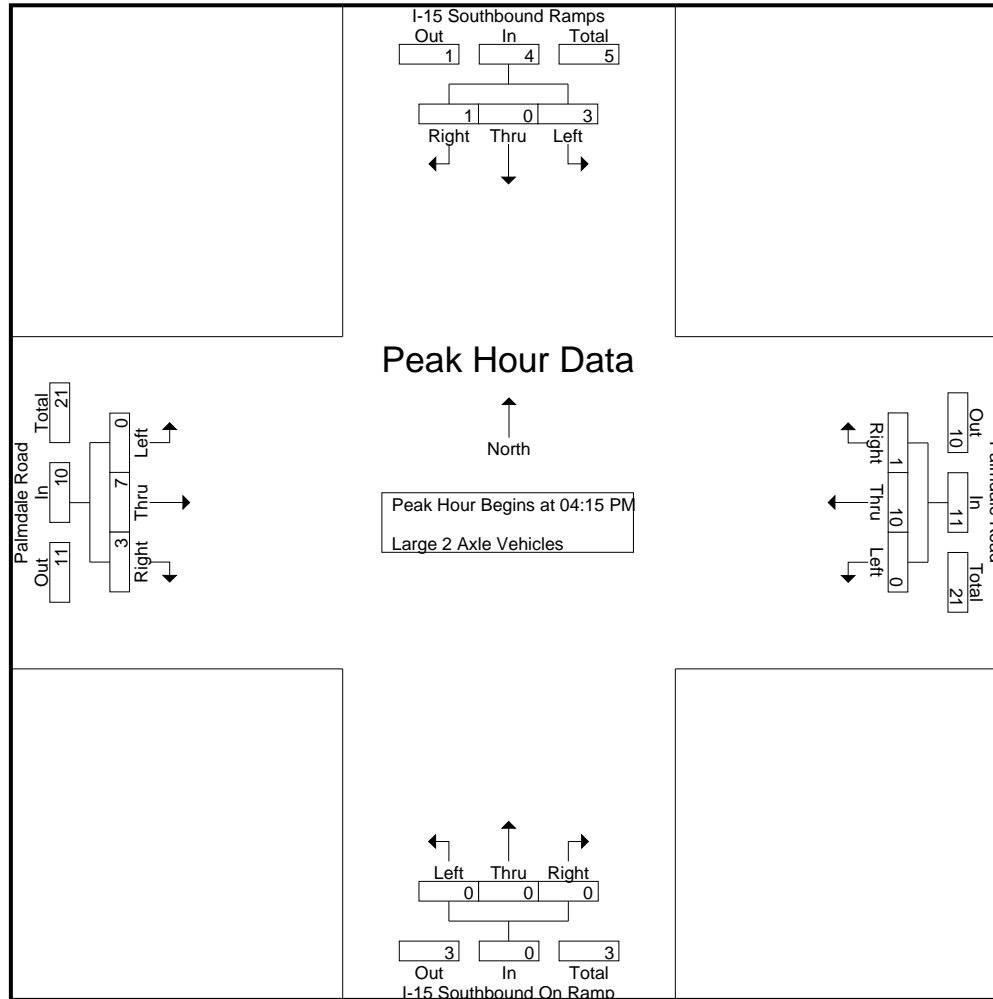 I-15 Southbound Ramps
Out In Total
1 4 5
1 0 3
Right Thru Left
Peak Hour Data
North
Peak Hour Begins at 04:15 PM
Large 2 Axle Vehicles
Palmdale Road
Total In Out
21 10 11
0 7 3
Left Thru Right
Palmdale Road
Out In Total
10 11 21
1 10 0
Right Thru Left
Left Thru Right
0 0 0
3 0 3
Out In Total
I-15 Southbound On Ramp